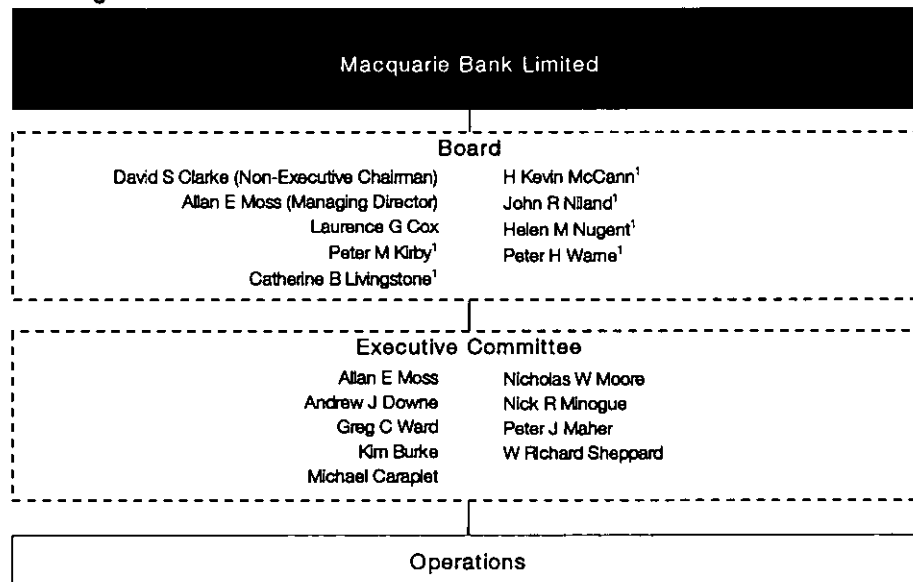 Macquarie Bank Limited
Board
David S Clarke (Non-Executive Chairman)
Allan E Moss (Managing Director)
Laurence G Cox
Peter M Kirby¹
Catherine B Livingstone¹
H Kevin McCann¹
John R Niland¹
Helen M Nugent¹
Peter H Warne¹
Executive Committee
Allan E Moss
Andrew J Downe
Greg C Ward
Kim Burke
Michael Carapiet
Nicholas W Moore
Nick R Minogue
Peter J Maher
W Richard Sheppard
Operations